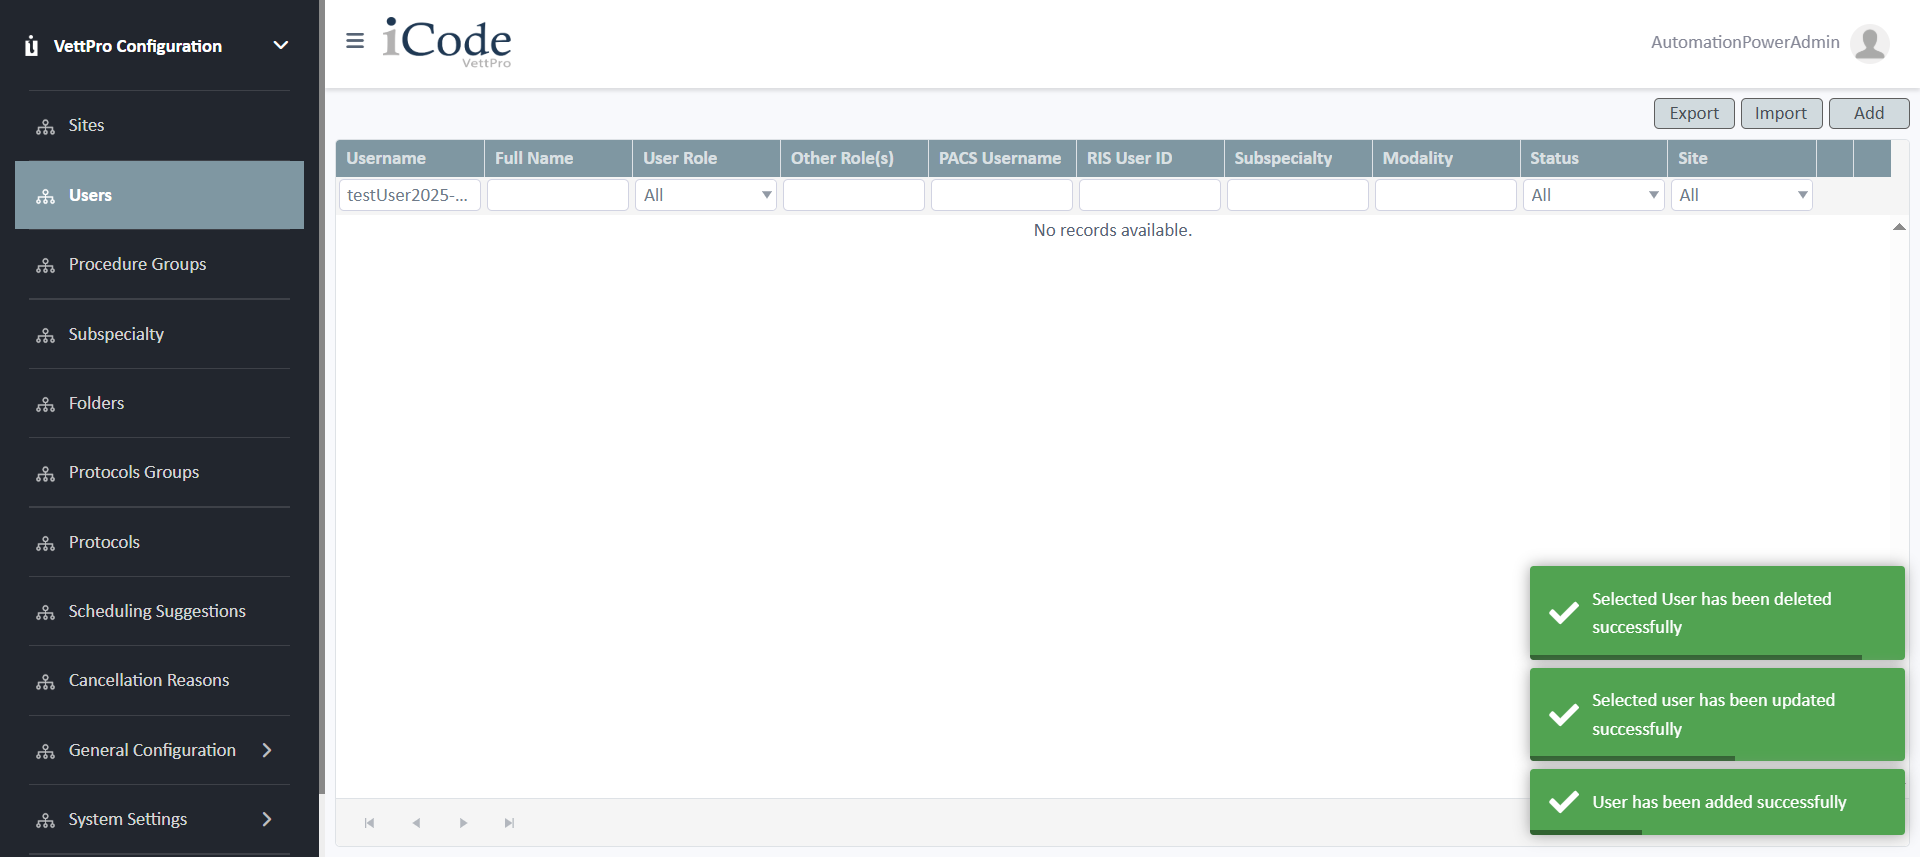 VettPro Configuration
iCode
VettPro
AutomationPowerAdmin
Sites
Users
Procedure Groups
Subspecialty
Folders
Protocols Groups
Protocols
Scheduling Suggestions
Cancellation Reasons
General Configuration
System Settings
Export Import Add
Username Full Name User Role Other Role(s) PACS Username RIS User ID Subspecialty Modality Status Site
testUser2025-... All All All
No records available.
Selected User has been deleted
successfully
Selected user has been updated
successfully
User has been added successfully